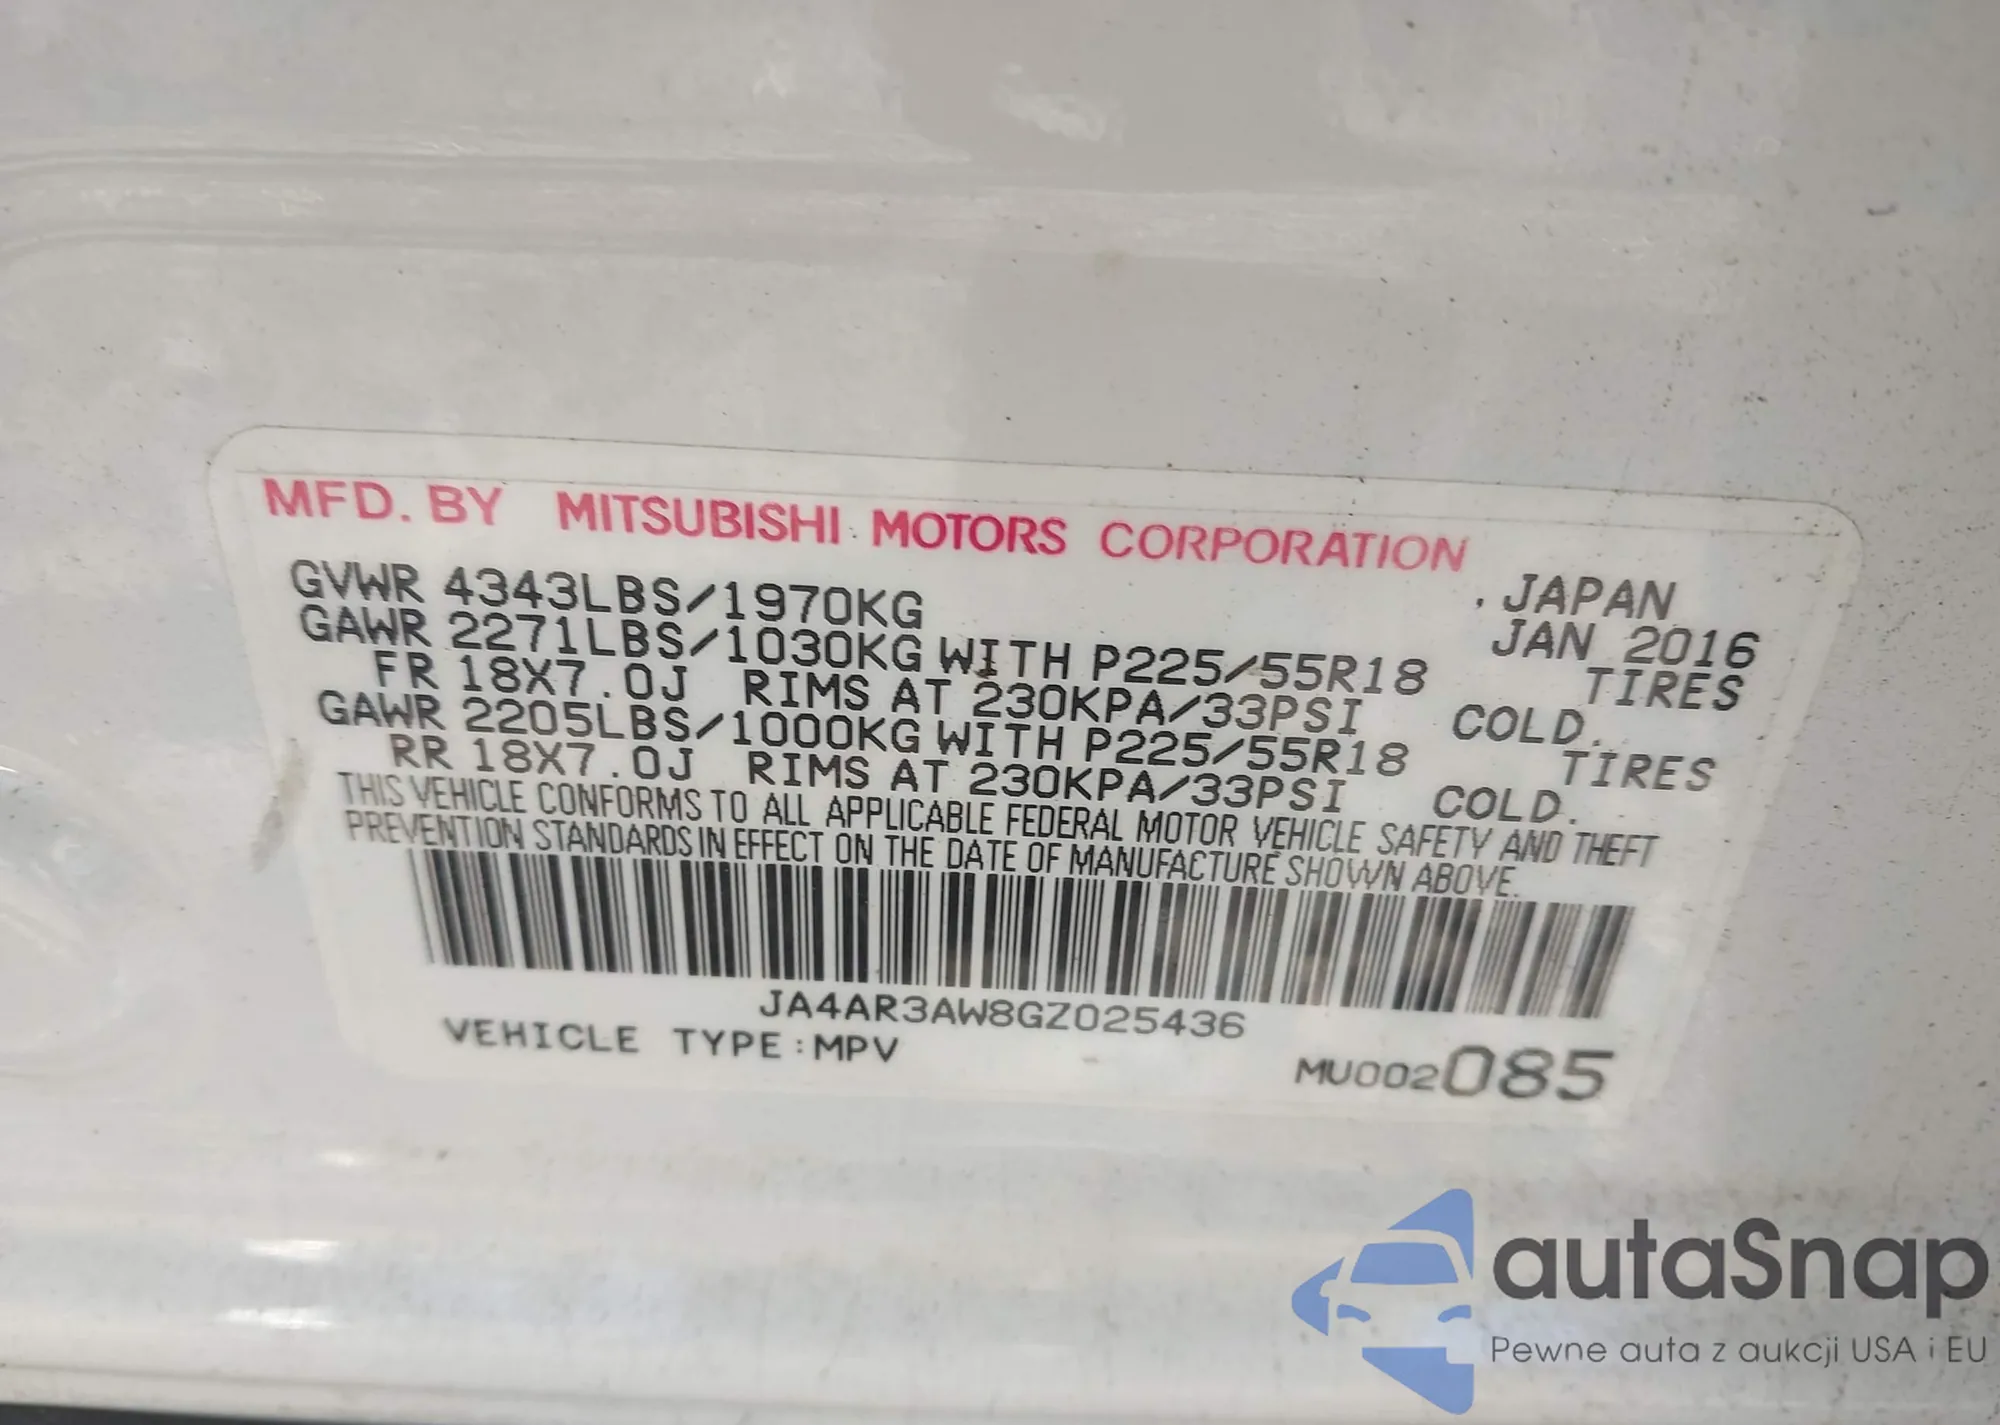 MFD. BY MITSUBISHI MOTORS CORPORATION
JAPAN
GVWR 4343LBS/1970KG JAN 2016
GAWR 2271LBS/1030KG WITH P225/55R18 TIRES
FR 18X7.0J RIMS AT 230KPA/33PSI COLD.
GAWR 2205LBS/1000KG WITH P225/55R18 TIRES
RR 18X7.0J RIMS AT 230KPA/33PSI COLD.
THIS VEHICLE CONFORMS TO ALL APPLICABLE FEDERAL MOTOR VEHICLE SAFETY AND THEFT
PREVENTION STANDARDS IN EFFECT ON THE DATE OF MANUFACTURE SHOWN ABOVE.
JA4AR3AW8GZ025436
VEHICLE TYPE:MPV MU002085
autaSnap
Pewne auta z aukcji USA i EU